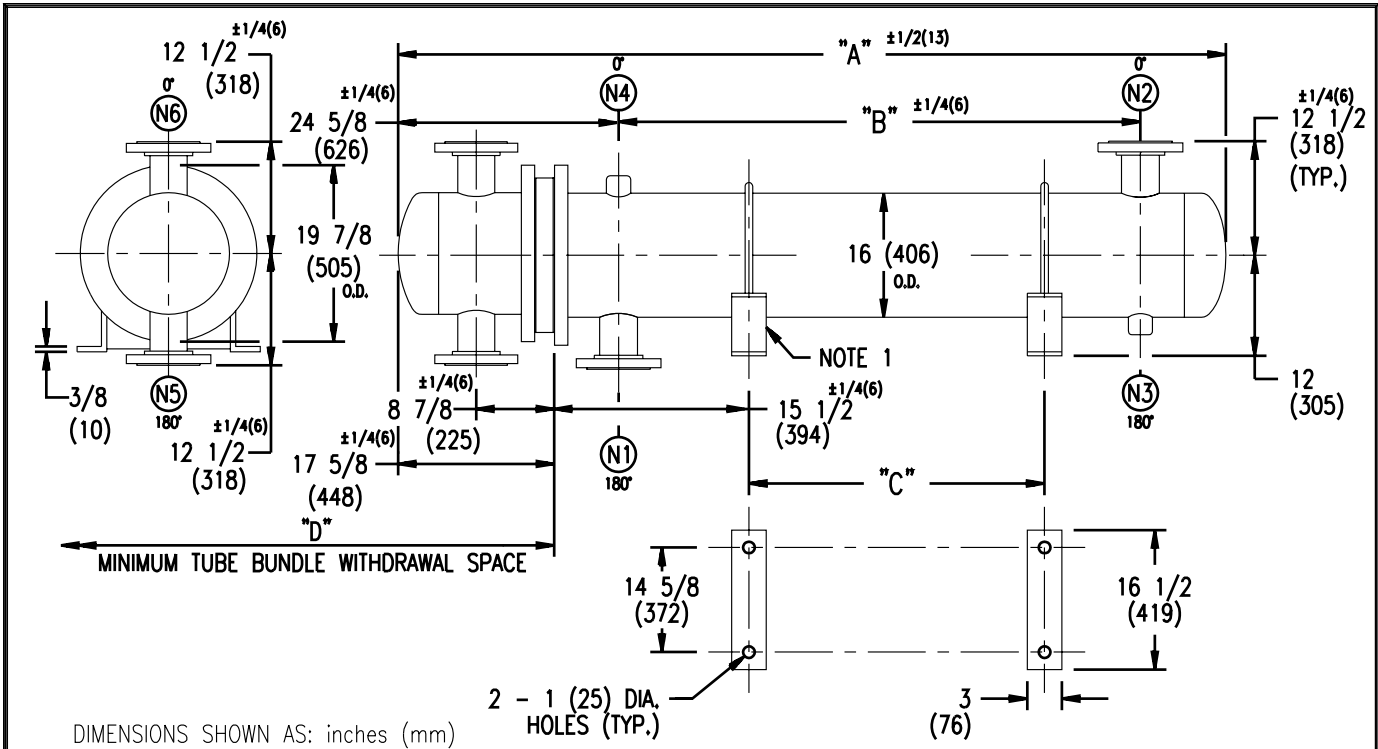 ±1/4(6)
12 1/2
(318)
0°
N6
±1/4(6)
24 5/8
(626)
"A" ±1/2(13)
0°
N4
"B" ±1/4(6)
0°
N2
±1/4(6)
12 1/2
(318)
(TYP.)
19 7/8
(505)
O.D.
16 (406)
O.D.
NOTE 1
3/8
(10)
N5
180°
±1/4(6)
12 1/2
(318)
±1/4(6)
8 7/8
(225)
±1/4(6)
17 5/8
(448)
±1/4(6)
15 1/2
(394)
N1
180°
N3
180°
12
(305)
"C"
"D"
MINIMUM TUBE BUNDLE WITHDRAWAL SPACE
14 5/8
(372)
16 1/2
(419)
2 - 1 (25) DIA.
HOLES (TYP.)
3
(76)
DIMENSIONS SHOWN AS: inches (mm)